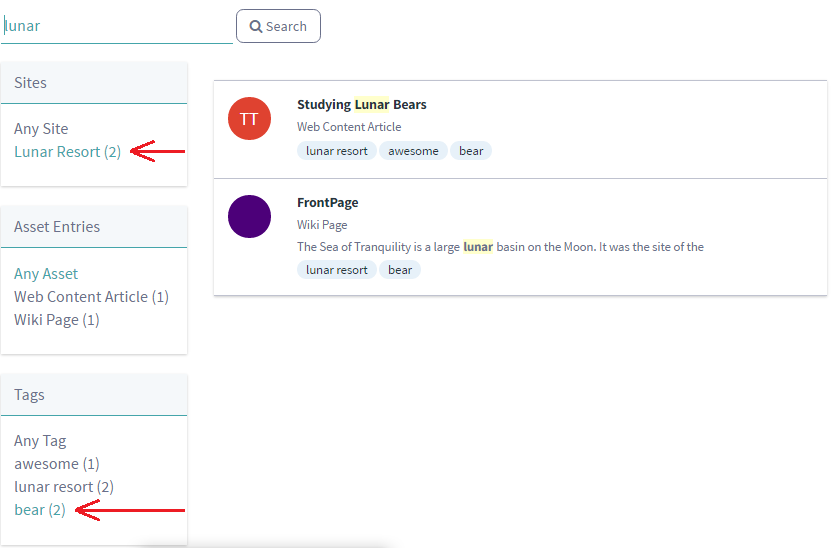 lunar
Search
Sites
Any Site
Lunar Resort (2)
Asset Entries
Any Asset
Web Content Article (1)
Wiki Page (1)
Tags
Any Tag
awesome (1)
lunar resort (2)
bear (2)
TT
Studying Lunar Bears
Web Content Article
lunar resort awesome bear
FrontPage
Wiki Page
The Sea of Tranquility is a large lunar basin on the Moon. It was the site of the
lunar resort bear